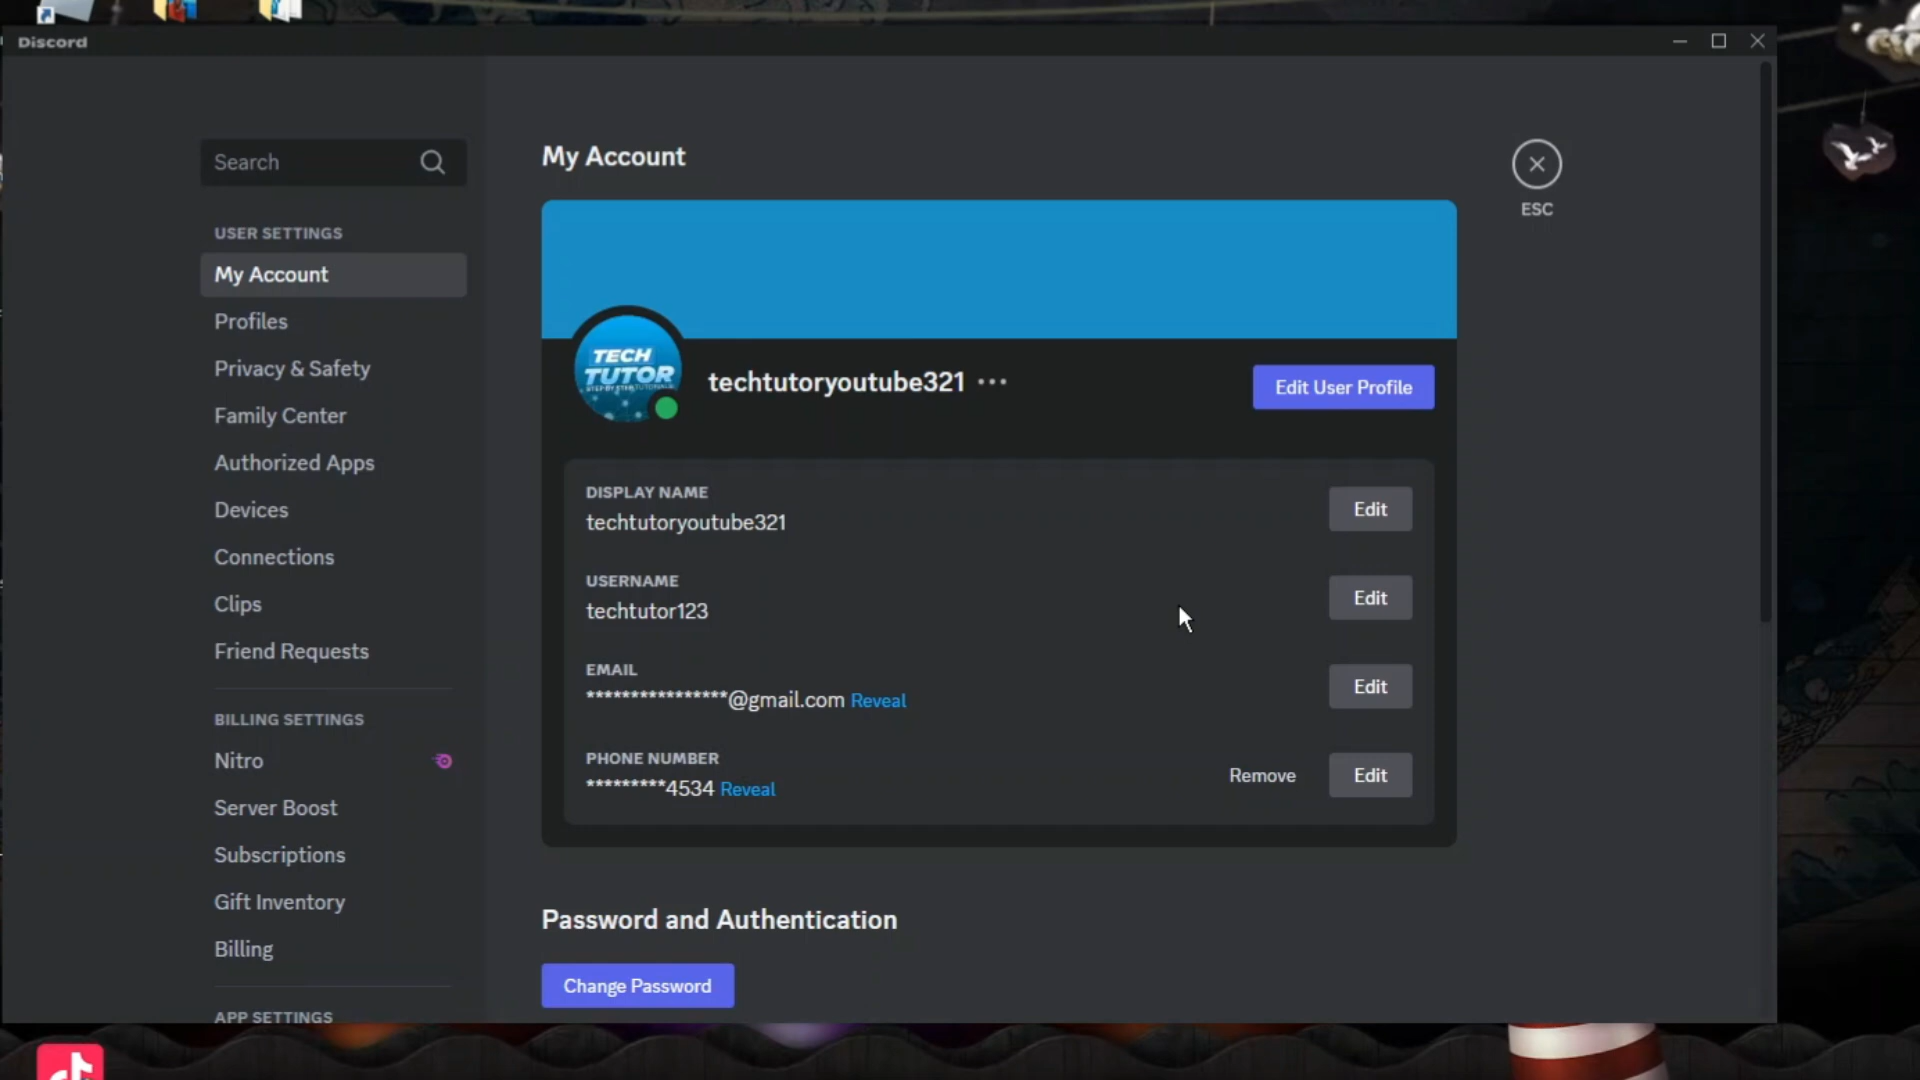 Discord
Search
USER SETTINGS
My Account
Profiles
Privacy & Safety
Family Center
Authorized Apps
Devices
Connections
Clips
Friend Requests
BILLING SETTINGS
Nitro
Server Boost
Subscriptions
Gift Inventory
Billing
APP SETTINGS
My Account
ESC
TECH
TUTOR
techtutoryoutube321
Edit User Profile
DISPLAY NAME
techtutoryoutube321
Edit
USERNAME
techtutor123
Edit
EMAIL
****************@gmail.com Reveal
Edit
PHONE NUMBER
*********4534 Reveal
Remove
Edit
Password and Authentication
Change Password